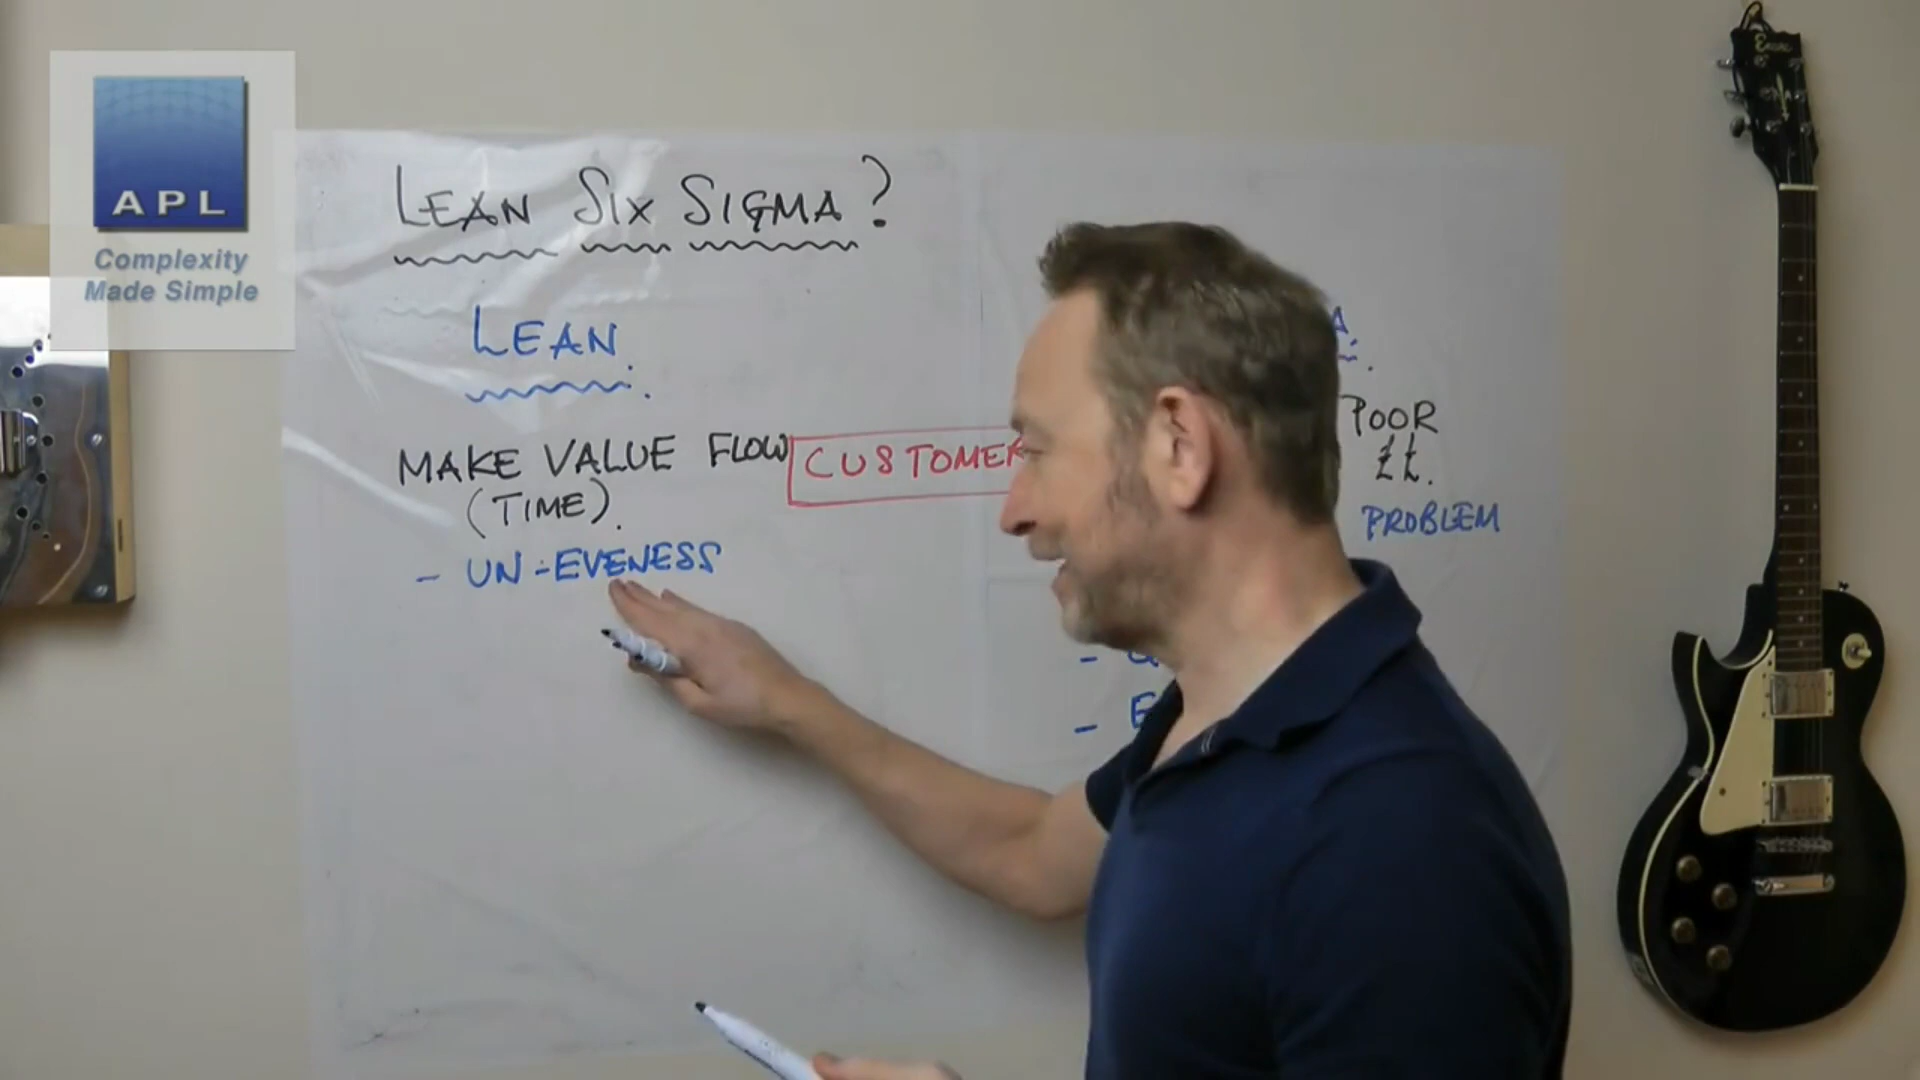 APL
Complexity
Made Simple
LEAN SIX SIGMA?
LEAN
MAKE VALUE FLOW
(TIME).
- UN-EVENESS
CUSTOMER
POOR
££.
PROBLEM